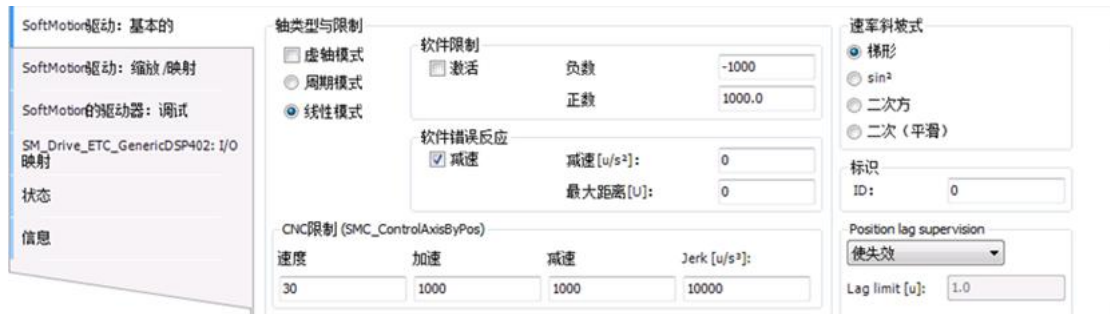 SoftMotion驱动：基本的
SoftMotion驱动：缩放/映射
SoftMotion的驱动器：调试
SM_Drive_ETC_GenericDSP402: I/O
映射
状态
信息
轴类型与限制
虚轴模式
周期模式
线性模式
软件限制
激活
负数
-1000
正数
1000.0
软件错误反应
减速
减速[u/s²]:
0
最大距离[U]:
0
CNC限制 (SMC_ControlAxisByPos)
速度 加速 减速 Jerk [u/s³]:
30 1000 1000 10000
速率斜坡式
梯形
sin²
二次方
二次（平滑）
标识
ID: 0
Position lag supervision
使失效
Lag limit [u]: 1.0